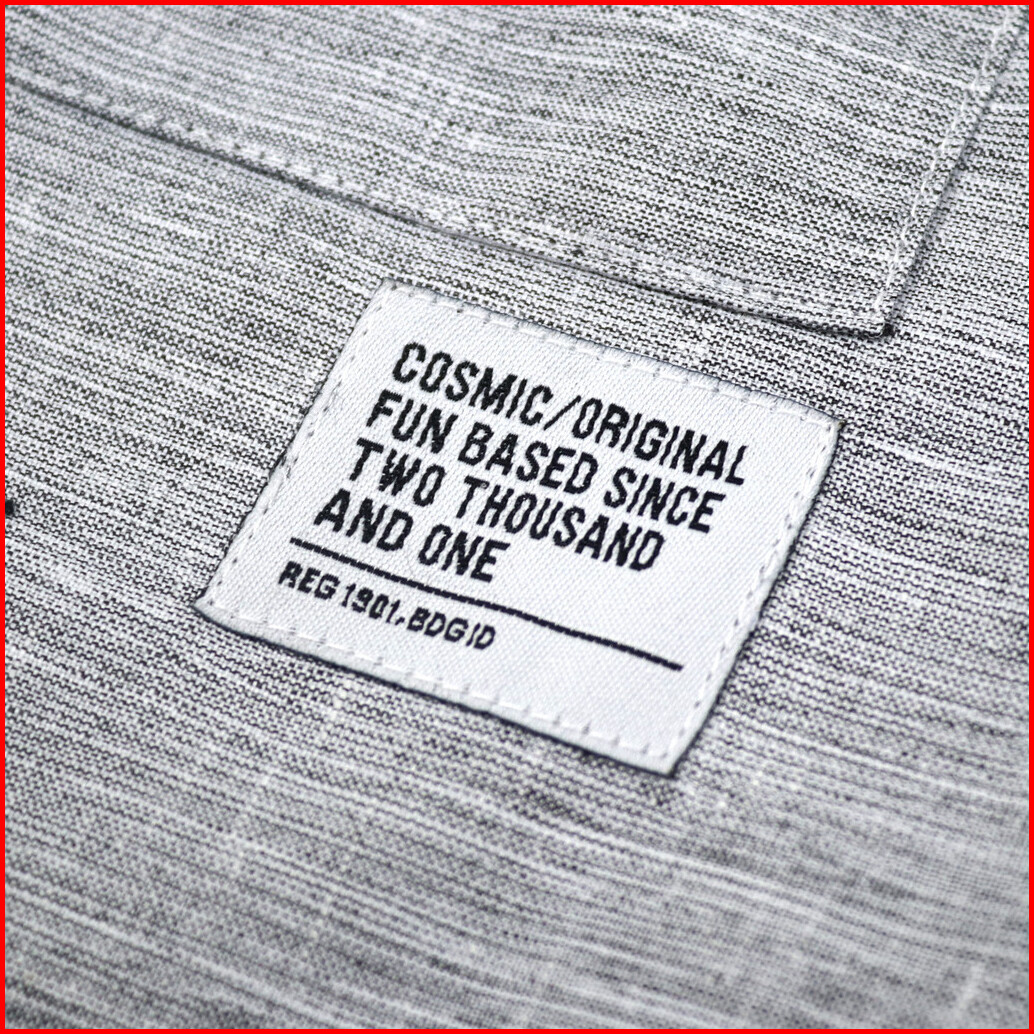 COSMIC/ORIGINAL
FUN BASED SINCE
TWO THOUSAND
AND ONE
REG 1901.BDGID